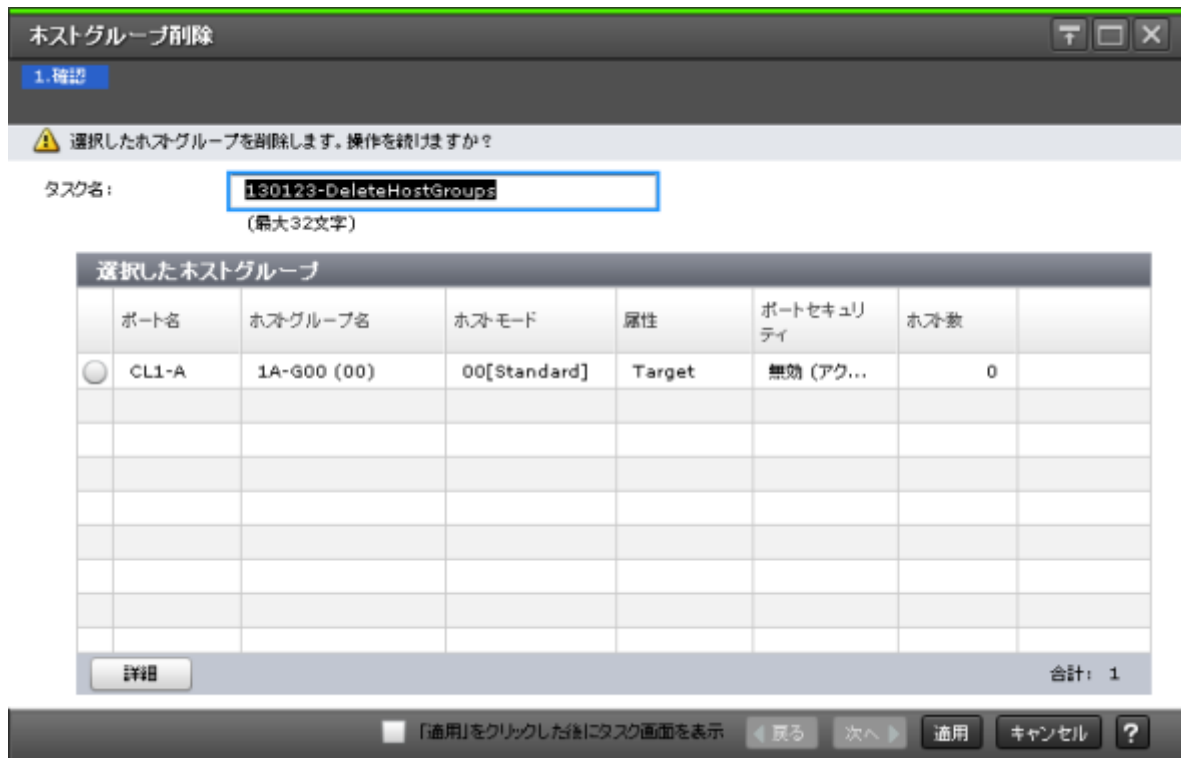 ホストグループ削除
1.確認
選択したホストグループを削除します。操作を続けますか？
タスク名：
130123-DeleteHostGroups
(最大32文字)
選択したホストグループ
ポート名 ホストグループ名 ホストモード 属性 ポートセキュリティ ホスト数
CL1-A 1A-G00 (00) 00[Standard] Target 無効 (アク... 0
詳細 合計： 1
「適用」をクリックした後にタスク画面を表示 戻る 次へ 適用 キャンセル ?